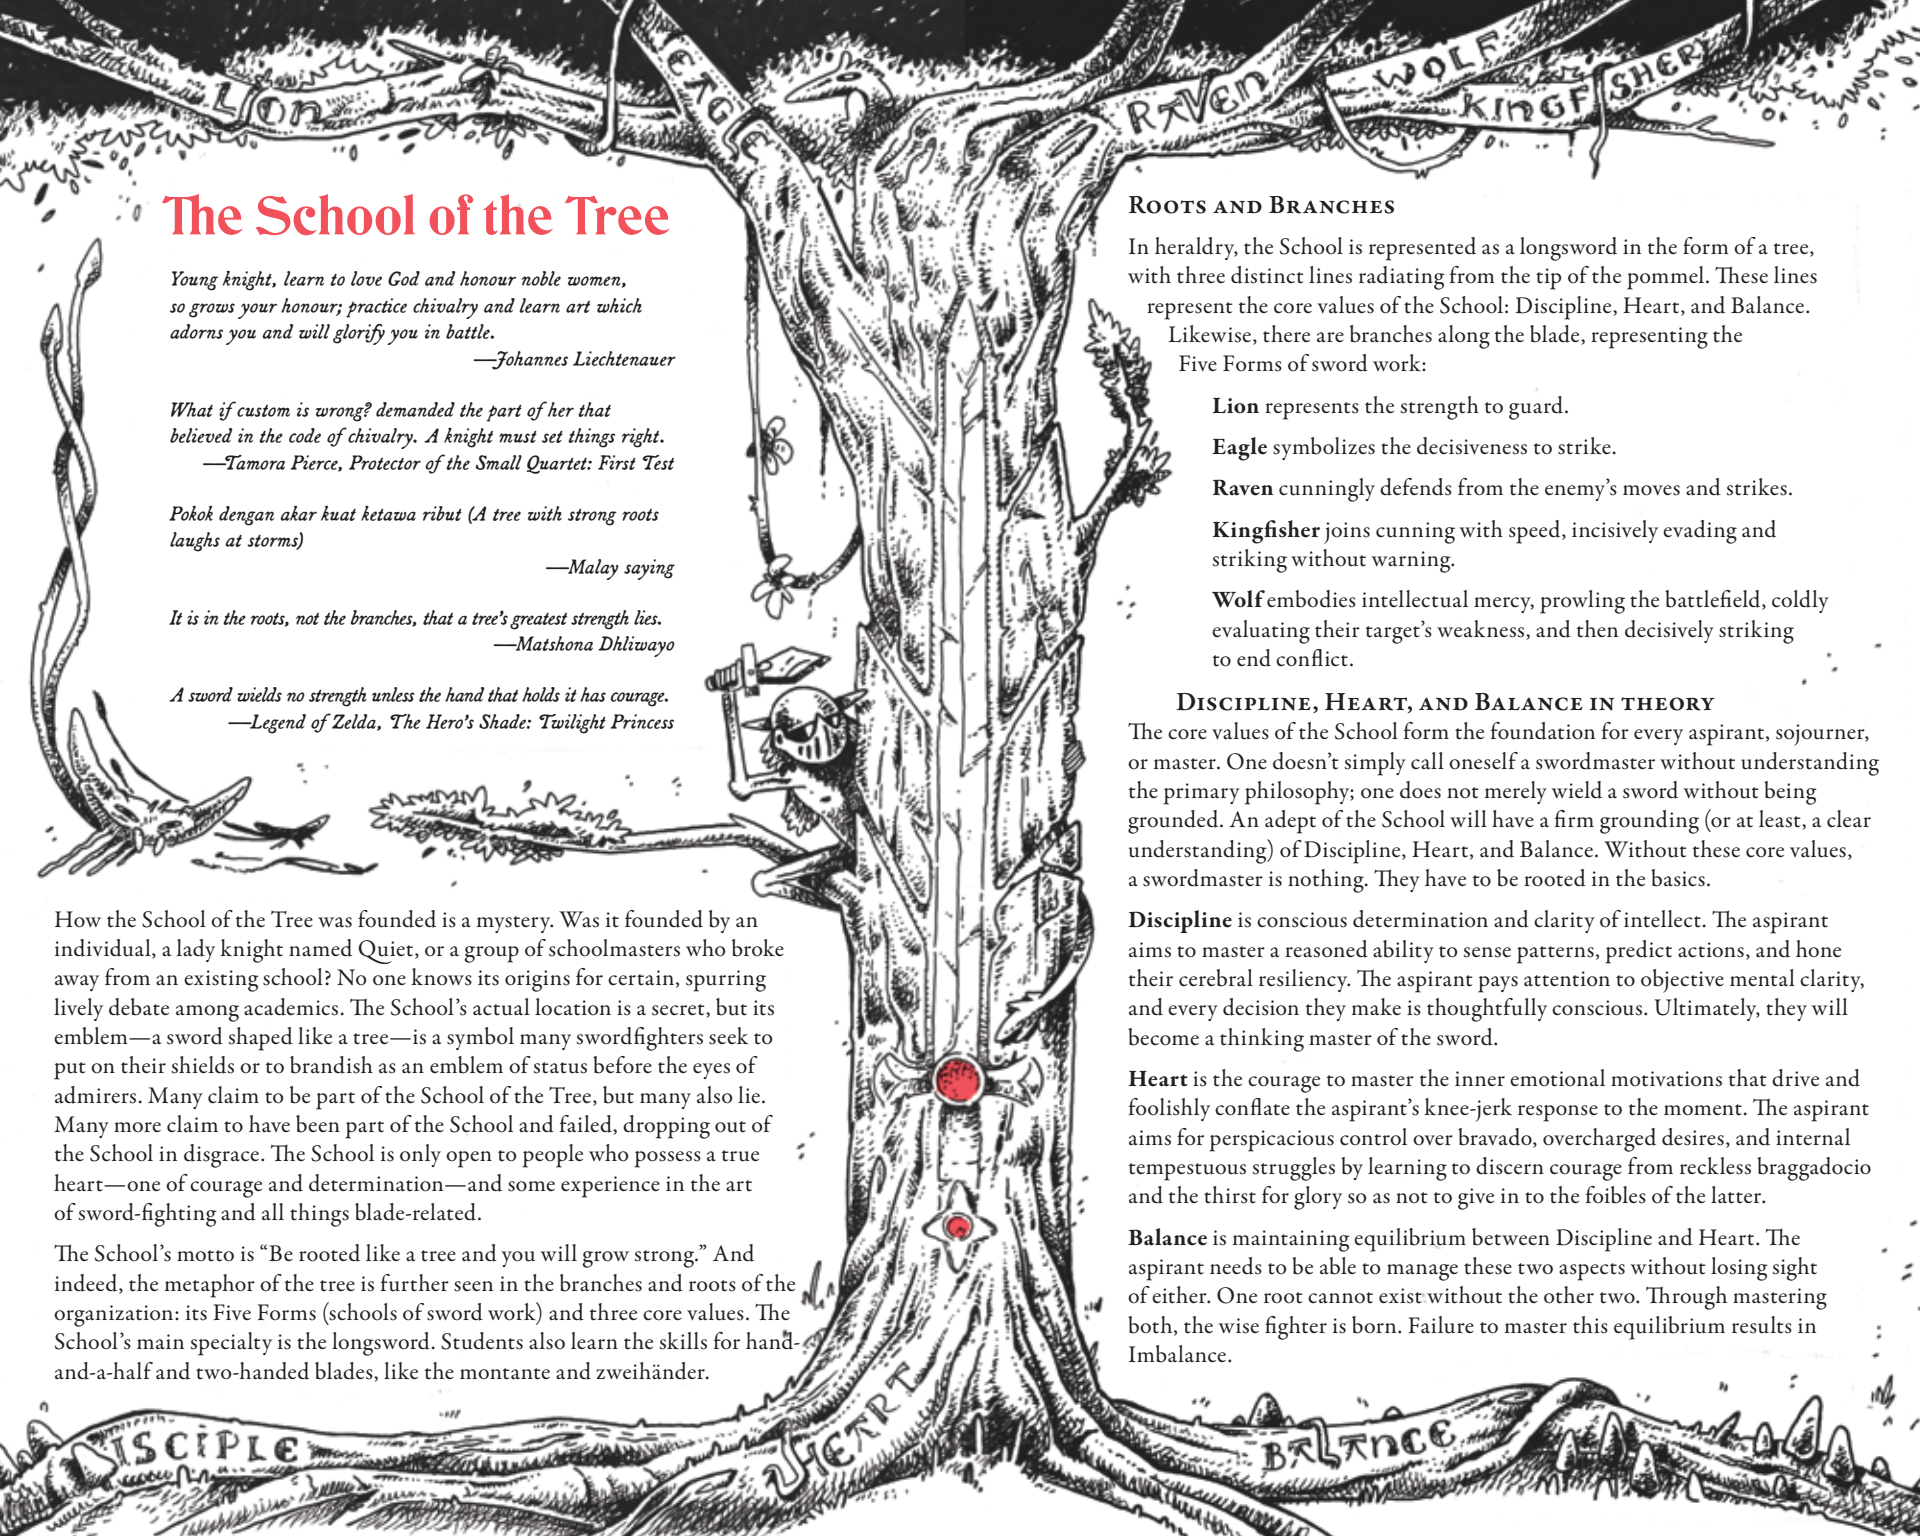 LION
EAGLE
RAVEN
WOLF
KINGFISHER
The School of the Tree
Young knight, learn to love God and honour noble women,
so grows your honour; practice chivalry and learn art which
adorns you and will glorify you in battle.
—Johannes Liechtenauer
What if custom is wrong? demanded the part of her that
believed in the code of chivalry. A knight must set things right.
—Tamora Pierce, Protector of the Small Quartet: First Test
Pokok dengan akar kuat ketawa ribut (A tree with strong roots
laughs at storms)
—Malay saying
It is in the roots, not the branches, that a tree's greatest strength lies.
—Matshona Dhliwayo
A sword wields no strength unless the hand that holds it has courage.
—Legend of Zelda, The Hero's Shade: Twilight Princess
How the School of the Tree was founded is a mystery. Was it founded by an
individual, a lady knight named Quiet, or a group of schoolmasters who broke
away from an existing school? No one knows its origins for certain, spurring
lively debate among academics. The School's actual location is a secret, but its
emblem—a sword shaped like a tree—is a symbol many swordfighters seek to
put on their shields or to brandish as an emblem of status before the eyes of
admirers. Many claim to be part of the School of the Tree, but many also lie.
Many more claim to have been part of the School and failed, dropping out of
the School in disgrace. The School is only open to people who possess a true
heart—one of courage and determination—and some experience in the art
of sword-fighting and all things blade-related.
The School's motto is “Be rooted like a tree and you will grow strong.” And
indeed, the metaphor of the tree is further seen in the branches and roots of the
organization: its Five Forms (schools of sword work) and three core values. The
School's main specialty is the longsword. Students also learn the skills for hand-
and-a-half and two-handed blades, like the montante and zweihänder.
Roots and Branches
In heraldry, the School is represented as a longsword in the form of a tree,
with three distinct lines radiating from the tip of the pommel. These lines
represent the core values of the School: Discipline, Heart, and Balance.
Likewise, there are branches along the blade, representing the
Five Forms of sword work:
Lion represents the strength to guard.
Eagle symbolizes the decisiveness to strike.
Raven cunningly defends from the enemy's moves and strikes.
Kingfisher joins cunning with speed, incisively evading and
striking without warning.
Wolf embodies intellectual mercy, prowling the battlefield, coldly
evaluating their target's weakness, and then decisively striking
to end conflict.
Discipline, Heart, and Balance in theory
The core values of the School form the foundation for every aspirant, sojourner,
or master. One doesn't simply call oneself a swordmaster without understanding
the primary philosophy; one does not merely wield a sword without being
grounded. An adept of the School will have a firm grounding (or at least, a clear
understanding) of Discipline, Heart, and Balance. Without these core values,
a swordmaster is nothing. They have to be rooted in the basics.
Discipline is conscious determination and clarity of intellect. The aspirant
aims to master a reasoned ability to sense patterns, predict actions, and hone
their cerebral resiliency. The aspirant pays attention to objective mental clarity,
and every decision they make is thoughtfully conscious. Ultimately, they will
become a thinking master of the sword.
Heart is the courage to master the inner emotional motivations that drive and
foolishly conflate the aspirant's knee-jerk response to the moment. The aspirant
aims for perspicacious control over bravado, overcharged desires, and internal
tempestuous struggles by learning to discern courage from reckless braggadocio
and the thirst for glory so as not to give in to the foibles of the latter.
Balance is maintaining equilibrium between Discipline and Heart. The
aspirant needs to be able to manage these two aspects without losing sight
of either. One root cannot exist without the other two. Through mastering
both, the wise fighter is born. Failure to master this equilibrium results in
Imbalance.
DISCIPLE
HEART
BALANCE